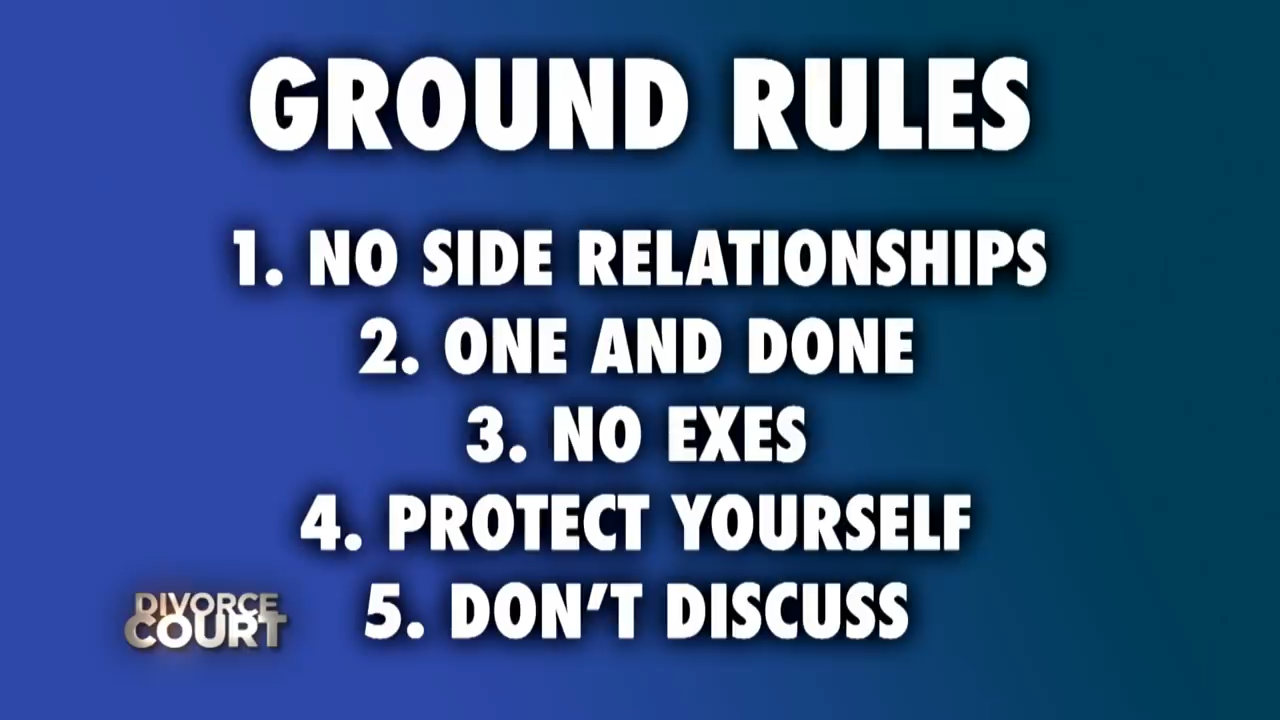 GROUND RULES
1. NO SIDE RELATIONSHIPS
2. ONE AND DONE
3. NO EXES
4. PROTECT YOURSELF
5. DON'T DISCUSS
DIVORCE
COURT